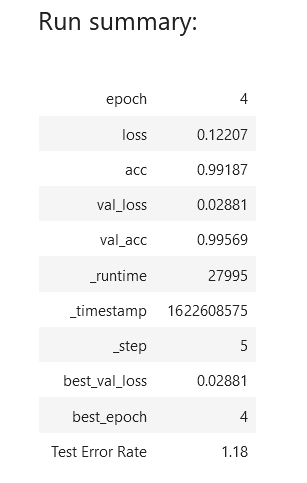 Run summary:
epoch 4
loss 0.12207
acc 0.99187
val_loss 0.02881
val_acc 0.99569
_runtime 27995
_timestamp 1622608575
_step 5
best_val_loss 0.02881
best_epoch 4
Test Error Rate 1.18